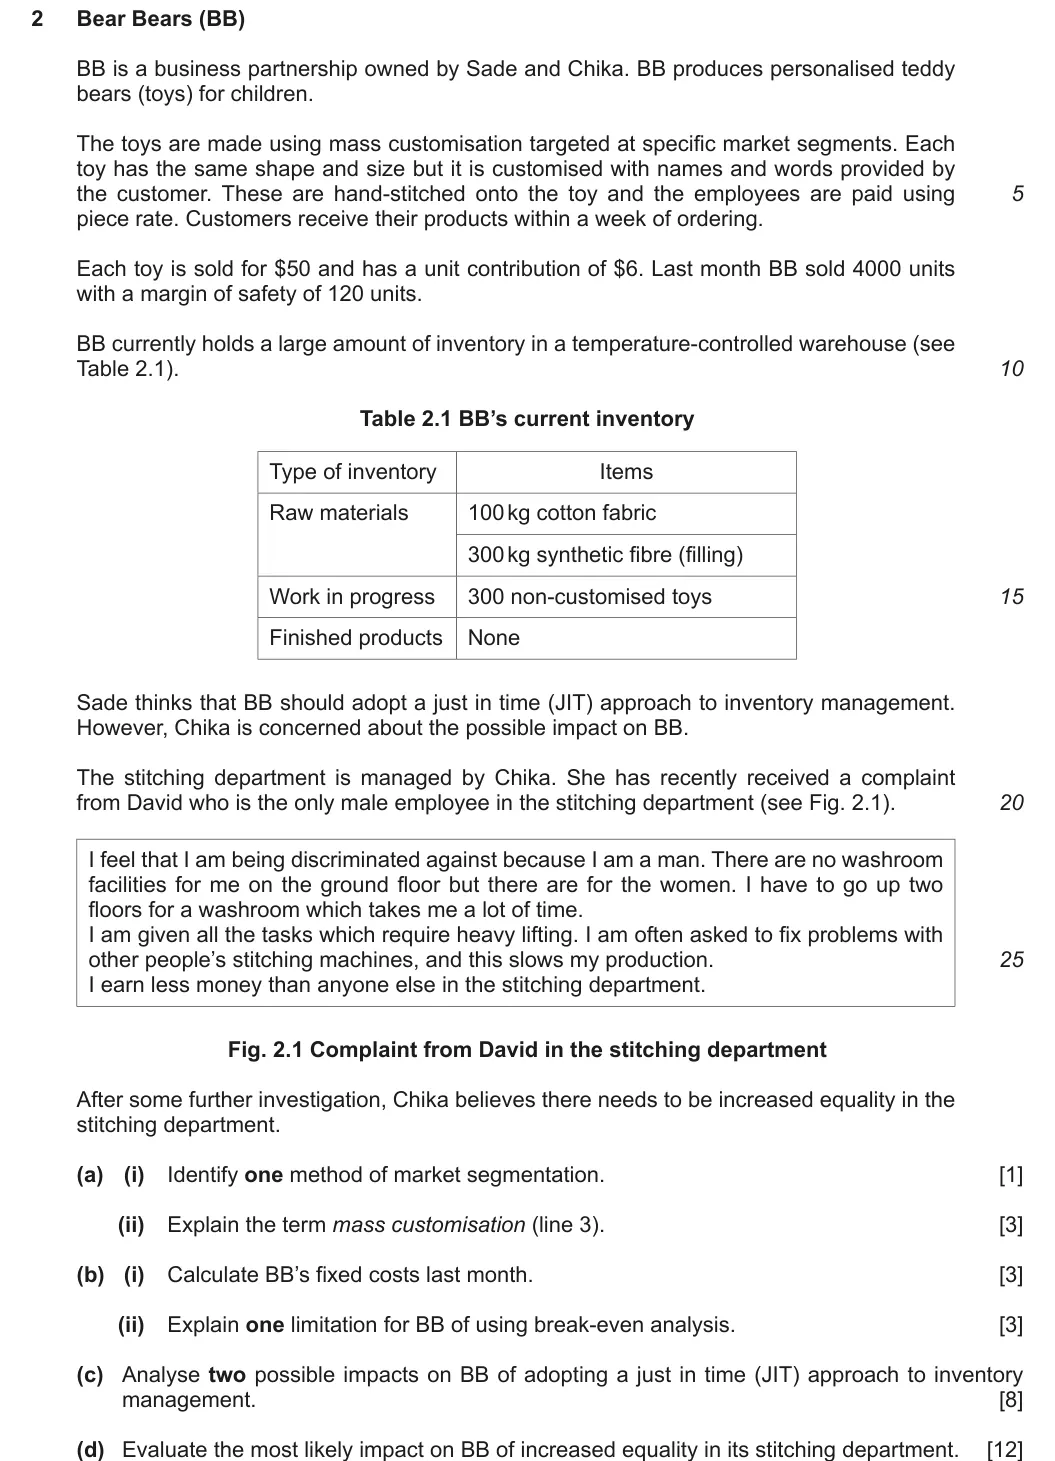 2 Bear Bears (BB)
BB is a business partnership owned by Sade and Chika. BB produces personalised teddy
bears (toys) for children.
The toys are made using mass customisation targeted at specific market segments. Each
toy has the same shape and size but it is customised with names and words provided by
the customer. These are hand-stitched onto the toy and the employees are paid using 5
piece rate. Customers receive their products within a week of ordering.
Each toy is sold for $50 and has a unit contribution of $6. Last month BB sold 4000 units
with a margin of safety of 120 units.
BB currently holds a large amount of inventory in a temperature-controlled warehouse (see
Table 2.1). 10
Table 2.1 BB's current inventory
Type of inventory Items
Raw materials 100 kg cotton fabric
300 kg synthetic fibre (filling)
Work in progress 300 non-customised toys 15
Finished products None
Sade thinks that BB should adopt a just in time (JIT) approach to inventory management.
However, Chika is concerned about the possible impact on BB.
The stitching department is managed by Chika. She has recently received a complaint
from David who is the only male employee in the stitching department (see Fig. 2.1). 20
I feel that I am being discriminated against because I am a man. There are no washroom
facilities for me on the ground floor but there are for the women. I have to go up two
floors for a washroom which takes me a lot of time.
I am given all the tasks which require heavy lifting. I am often asked to fix problems with
other people's stitching machines, and this slows my production. 25
I earn less money than anyone else in the stitching department.
Fig. 2.1 Complaint from David in the stitching department
After some further investigation, Chika believes there needs to be increased equality in the
stitching department.
(a) (i) Identify one method of market segmentation. [1]
(ii) Explain the term mass customisation (line 3). [3]
(b) (i) Calculate BB's fixed costs last month. [3]
(ii) Explain one limitation for BB of using break-even analysis. [3]
(c) Analyse two possible impacts on BB of adopting a just in time (JIT) approach to inventory
management. [8]
(d) Evaluate the most likely impact on BB of increased equality in its stitching department. [12]